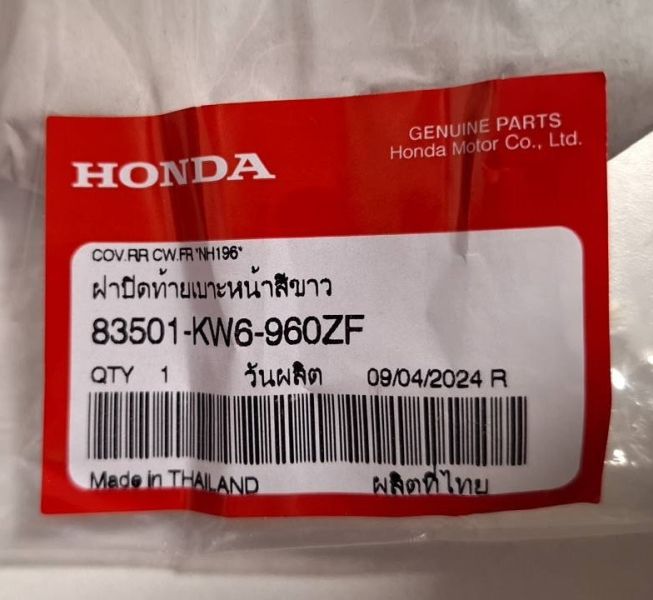 HONDA
GENUINE PARTS
Honda Motor Co., Ltd.
COV.RR CW.FR "NH196"
ฝาปิดท้ายเบาะหน้าสีขาว
83501-KW6-960ZF
QTY 1 วันผลิต 09/04/2024 R
Made in THAILAND ผลิตที่ไทย